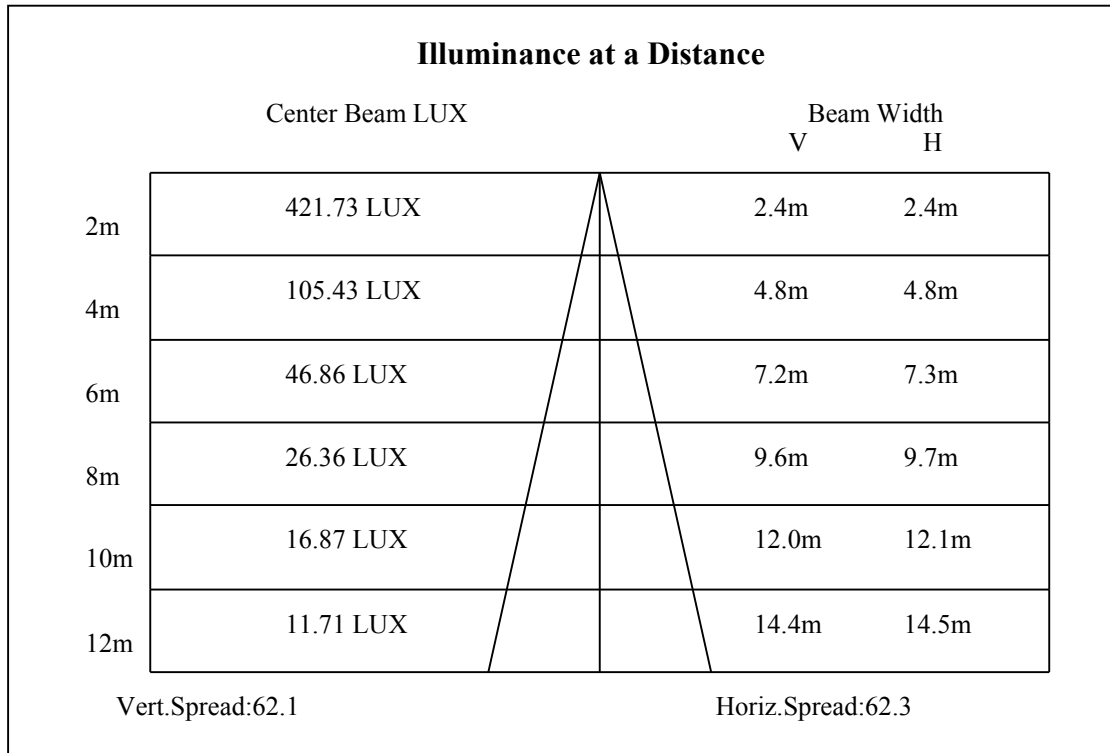 Illuminance at a Distance
Center Beam LUX Beam Width
V H
2m 421.73 LUX 2.4m 2.4m
4m 105.43 LUX 4.8m 4.8m
6m 46.86 LUX 7.2m 7.3m
8m 26.36 LUX 9.6m 9.7m
10m 16.87 LUX 12.0m 12.1m
12m 11.71 LUX 14.4m 14.5m
Vert.Spread:62.1 Horiz.Spread:62.3